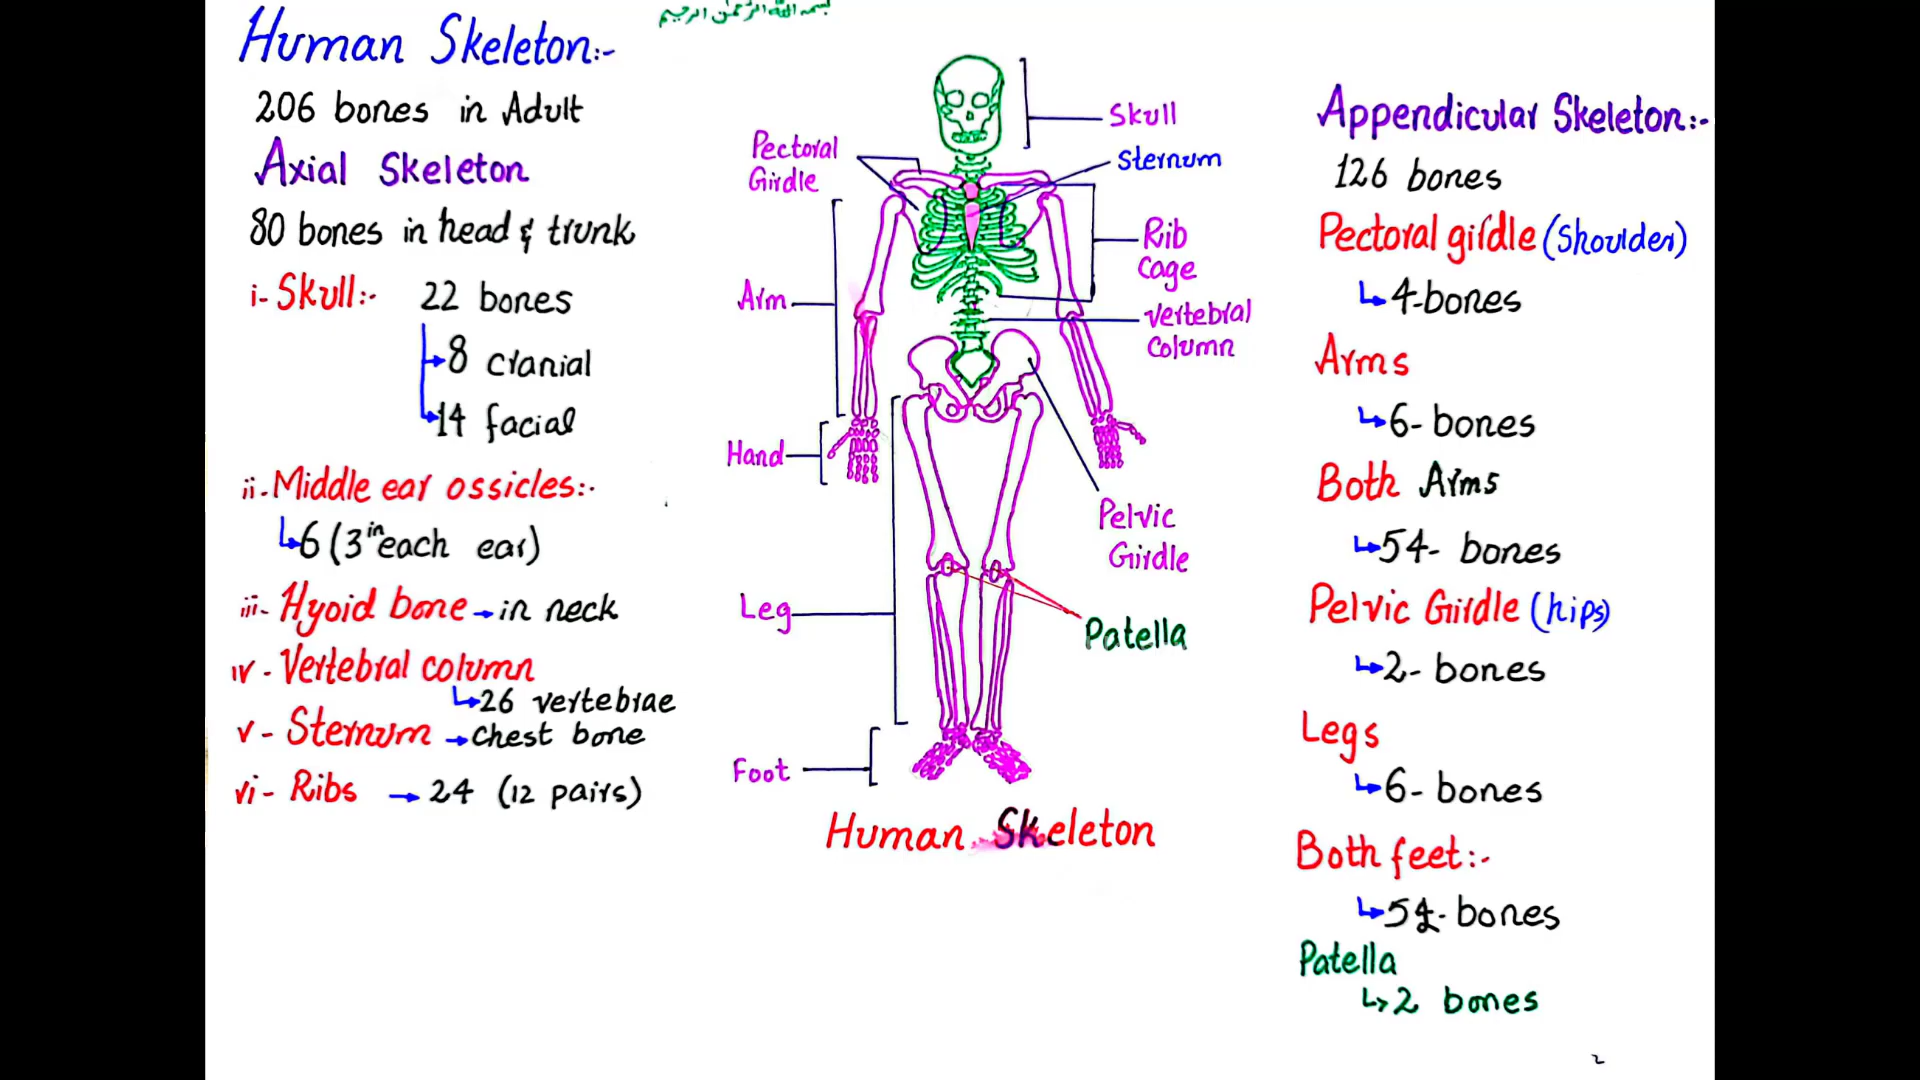 بسم الله الرحمن الرحيم
Human Skeleton:-
206 bones in Adult
Axial Skeleton
80 bones in head & trunk
i- Skull:- 22 bones
8 cranial
14 facial
ii- Middle ear ossicles:-
6 (3 in each ear)
iii- Hyoid bone → in neck
iv- Vertebral column
26 vertebrae
v- Sternum → chest bone
vi- Ribs → 24 (12 pairs)
Skull
Sternum
Pectoral
Girdle
Rib
Cage
Arm
Vertebral
Column
Hand
Pelvic
Girdle
Leg
Patella
Foot
Human Skeleton
Appendicular Skeleton:-
126 bones
Pectoral girdle (Shoulder)
4-bones
Arms
6- bones
Both Arms
54- bones
Pelvic Girdle (hips)
2- bones
Legs
6- bones
Both feet:-
54- bones
Patella
2 bones
2